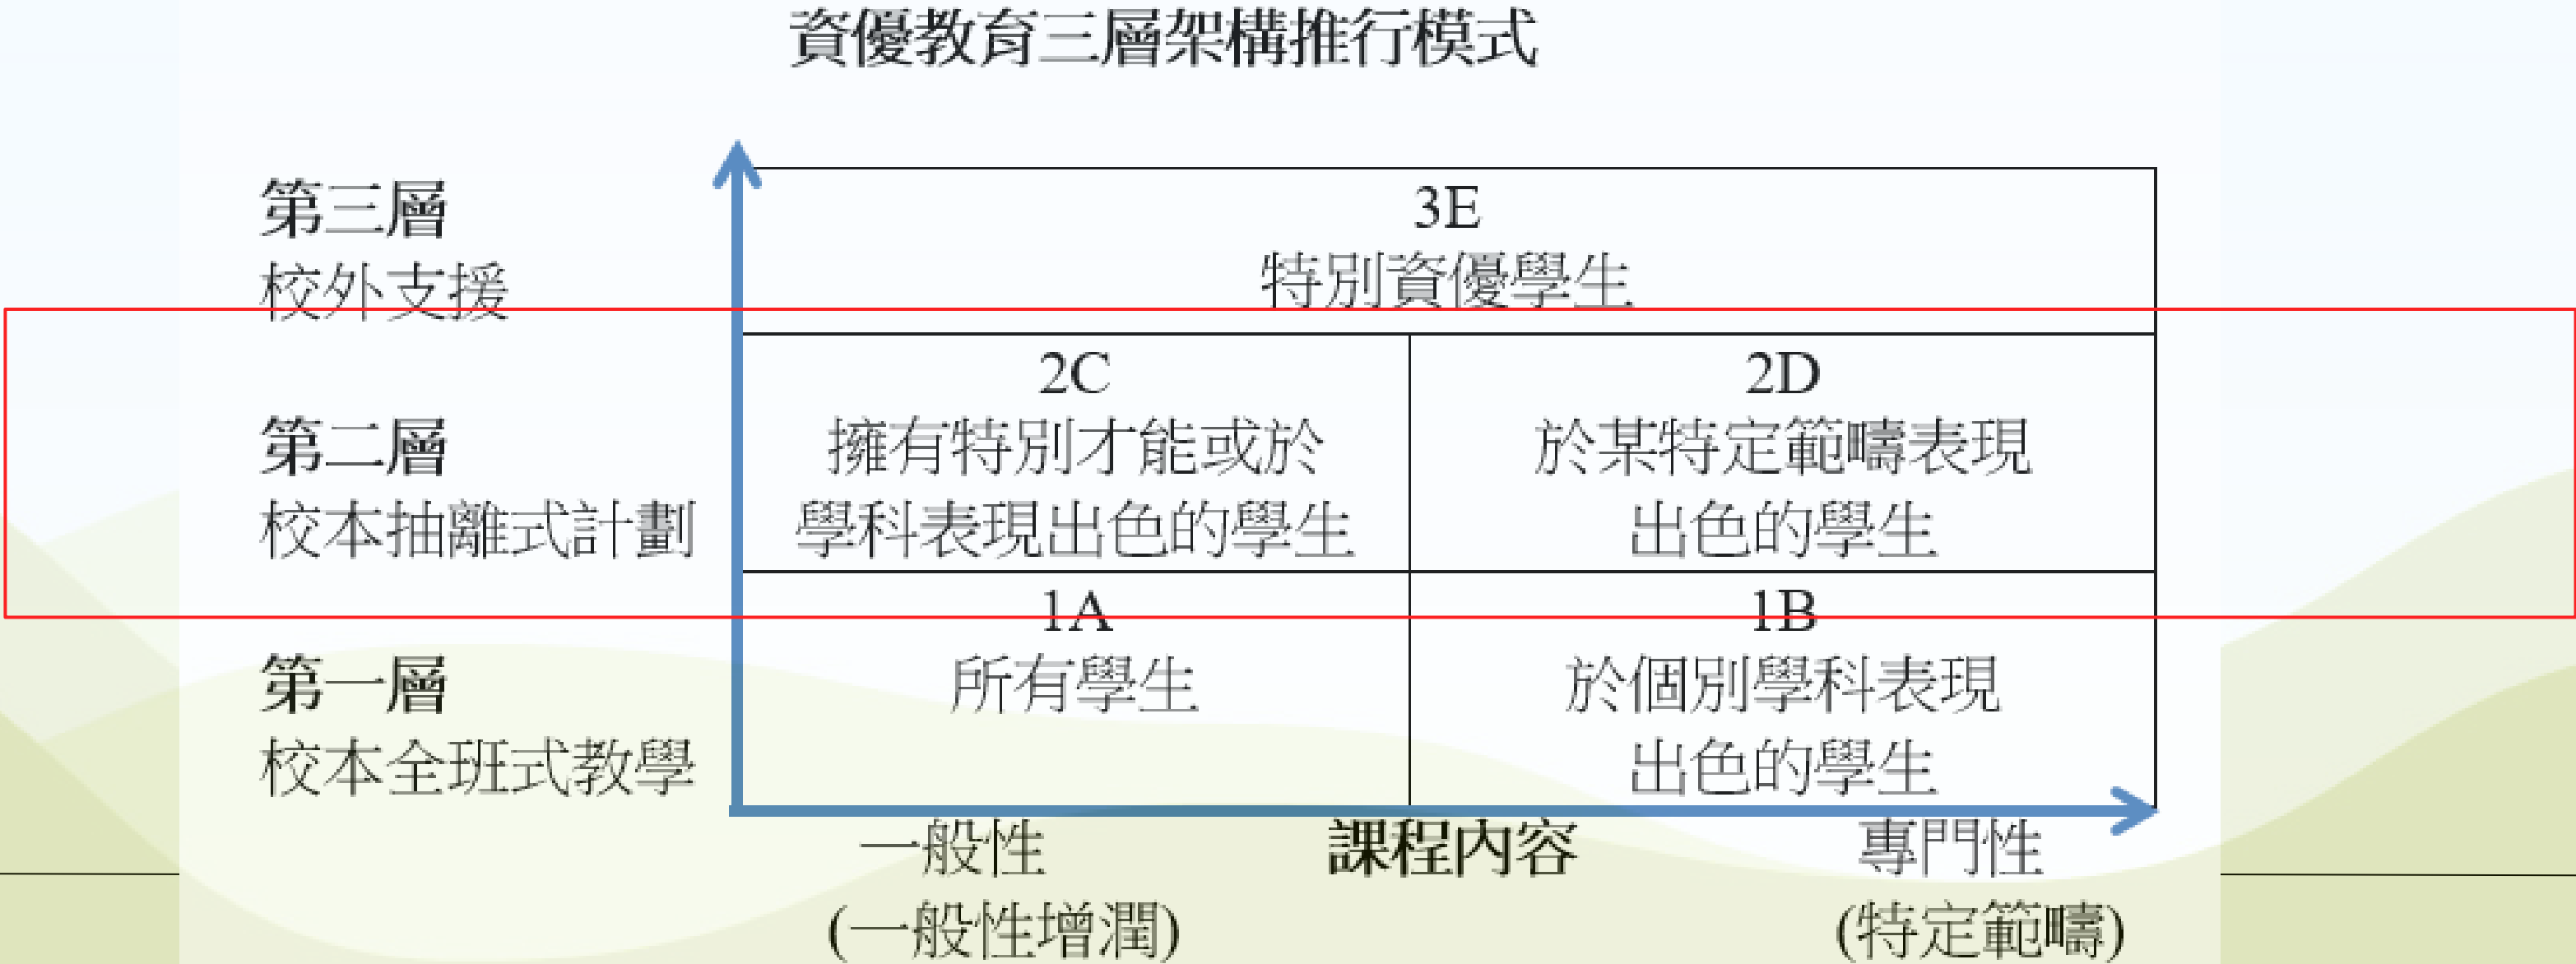 資優教育三層架構推行模式
第三層
校外支援
3E
特別資優學生
第二層
校本抽離式計劃
2C
擁有特別才能或於
學科表現出色的學生
2D
於某特定範疇表現
出色的學生
第一層
校本全班式教學
1A
所有學生
1B
於個別學科表現
出色的學生
一般性
(一般性增潤)
課程內容
專門性
(特定範疇)